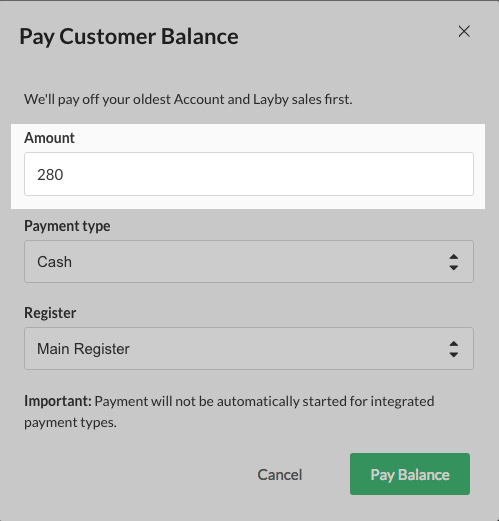 Pay Customer Balance
We'll pay off your oldest Account and Layby sales first.
Amount
280
Payment type
Cash
Register
Main Register
Important: Payment will not be automatically started for integrated
payment types.
Cancel
Pay Balance